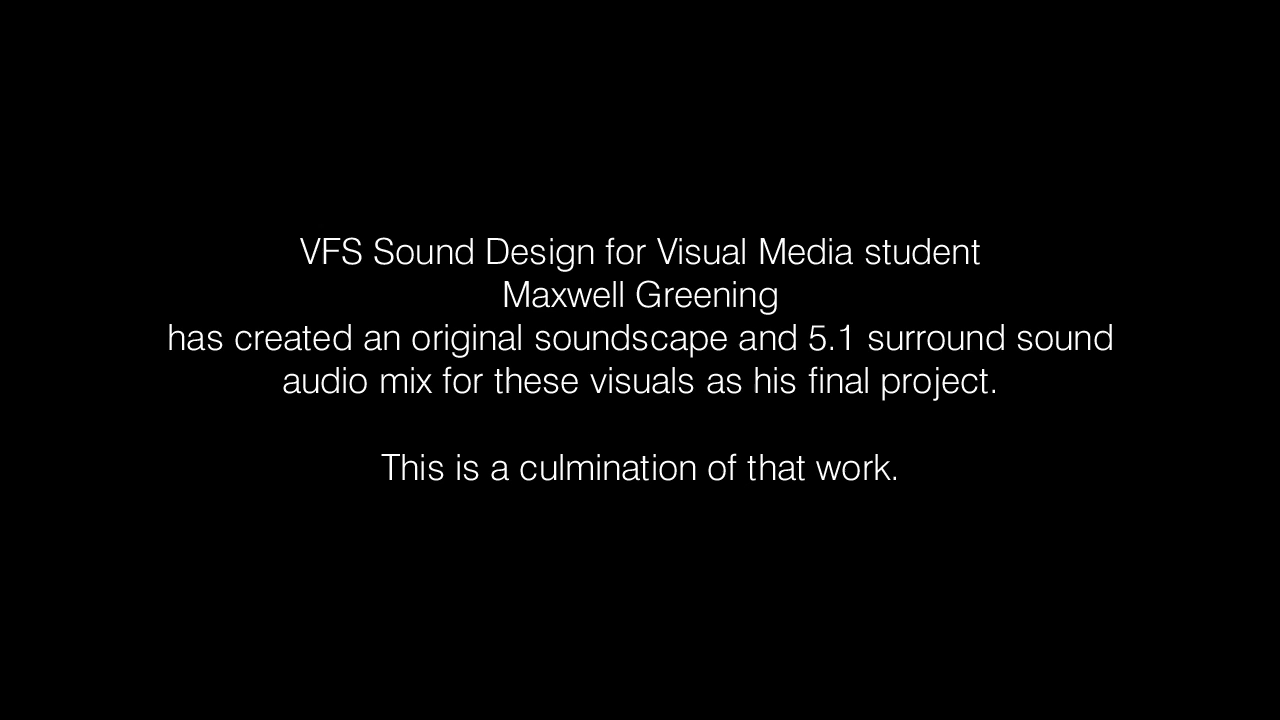 VFS Sound Design for Visual Media student
Maxwell Greening
has created an original soundscape and 5.1 surround sound
audio mix for these visuals as his final project.
This is a culmination of that work.